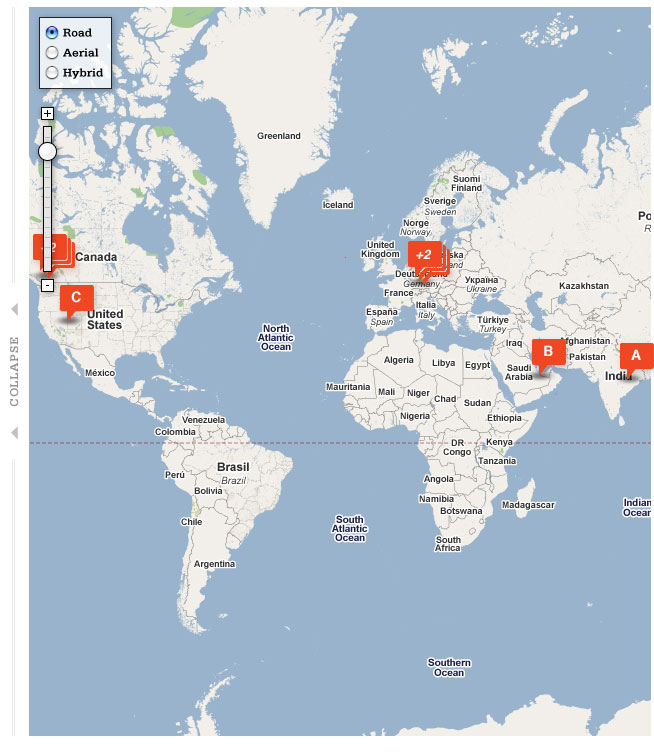 Road
Aerial
Hybrid
+
-
COLLAPSE
Greenland
Iceland
Suomi
Finland
Sverige
Sweden
Norge
Norway
Po
R
+2
Canada
C
United
States
United
Kingdom
+2
Germany
France
Україна
Ukraine
Kazakhstan
España
Spain
Italia
Italy
Türkiye
Turkey
North
Atlantic
Ocean
México
Algeria
Libya
Egypt
Iraq
B
Afghanistan
Pakistan
A
Saudi
Arabia
India
Mauritania
Mali
Niger
Chad
Sudan
Nigeria
Ethiopia
Venezuela
Colombia
DR
Congo
Kenya
Tanzania
Perú
Brasil
Brazil
Bolivia
Angola
Namibia
Botswana
Madagascar
Indian
Ocean
Chile
South
Atlantic
Ocean
South
Africa
Argentina
Southern
Ocean